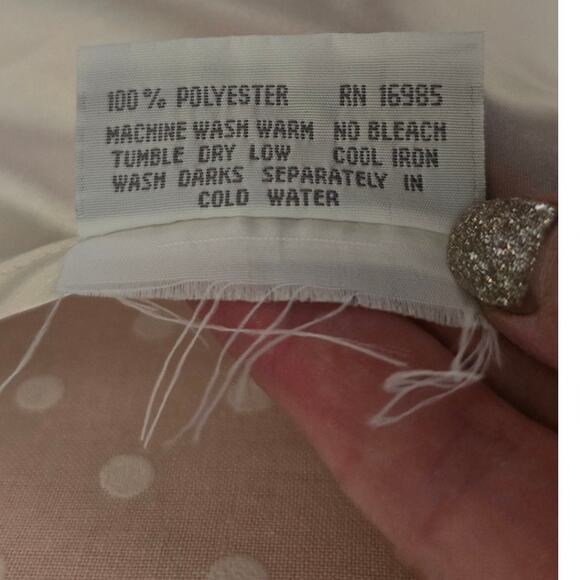 100% POLYESTER RN 16985
MACHINE WASH WARM NO BLEACH
TUMBLE DRY LOW COOL IRON
WASH DARKS SEPARATELY IN
COLD WATER